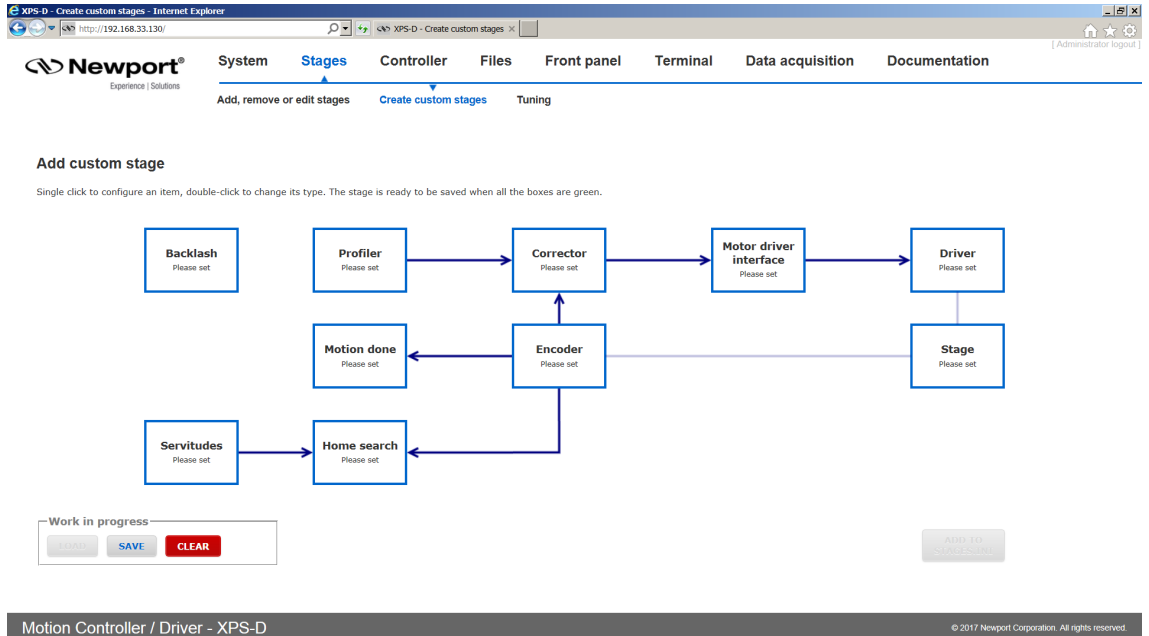 XPS-D - Create custom stages - Internet Explorer
http://192.168.33.130/
XPS-D - Create custom stages
[ Administrator logout ]
Newport®
Experience | Solutions
System Stages Controller Files Front panel Terminal Data acquisition Documentation
Add, remove or edit stages Create custom stages Tuning
Add custom stage
Single click to configure an item, double-click to change its type. The stage is ready to be saved when all the boxes are green.
Backlash
Please set
Profiler
Please set
Corrector
Please set
Motor driver
interface
Please set
Driver
Please set
Motion done
Please set
Encoder
Please set
Stage
Please set
Servitudes
Please set
Home search
Please set
Work in progress
LOAD SAVE CLEAR
ADD TO
STAGES.INI
Motion Controller / Driver - XPS-D
© 2017 Newport Corporation. All rights reserved.